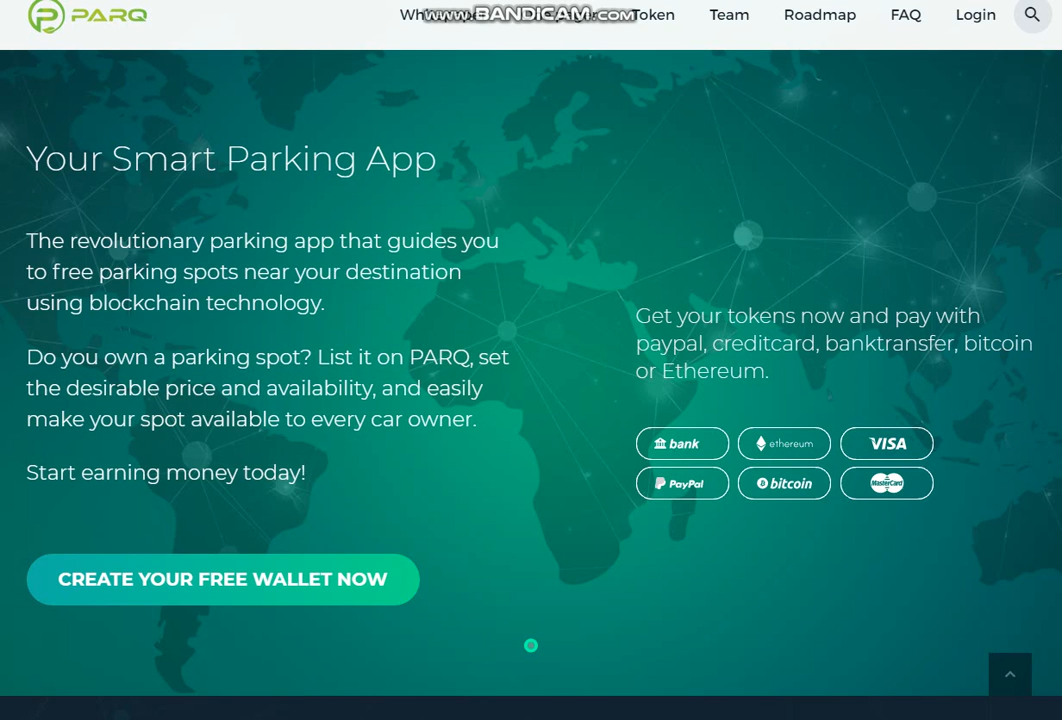 PARQ
www.BANDICAM.com
Token
Team
Roadmap
FAQ
Login
Your Smart Parking App
The revolutionary parking app that guides you
to free parking spots near your destination
using blockchain technology.
Do you own a parking spot? List it on PARQ, set
the desirable price and availability, and easily
make your spot available to every car owner.
Start earning money today!
CREATE YOUR FREE WALLET NOW
Get your tokens now and pay with
paypal, creditcard, banktransfer, bitcoin
or Ethereum.
bank
ethereum
VISA
PayPal
bitcoin
MasterCard